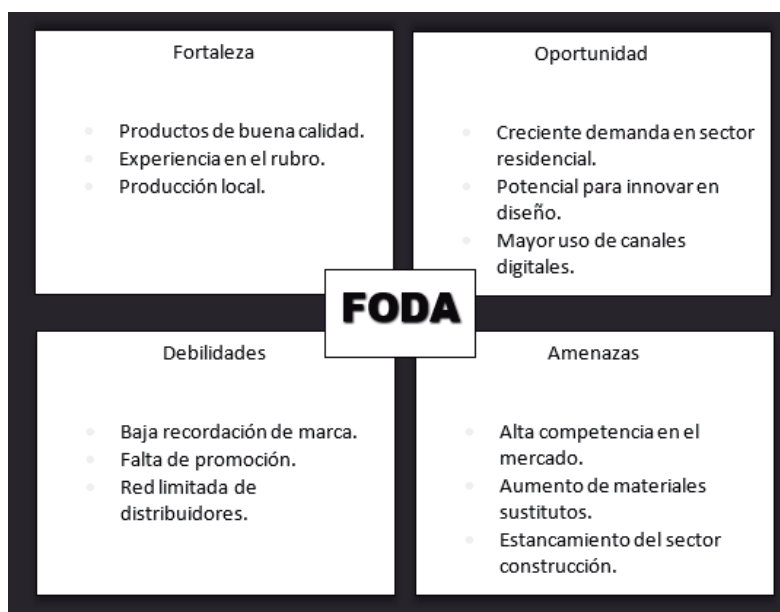 Fortaleza
Productos de buena calidad.
Experiencia en el rubro.
Producción local.
Oportunidad
Creciente demanda en sector
residencial.
Potencial para innovar en
diseño.
Mayor uso de canales
digitales.
FODA
Debilidades
Baja recordación de marca.
Falta de promoción.
Red limitada de
distribuidores.
Amenazas
Alta competencia en el
mercado.
Aumento de materiales
sustitutos.
Estancamiento del sector
construcción.